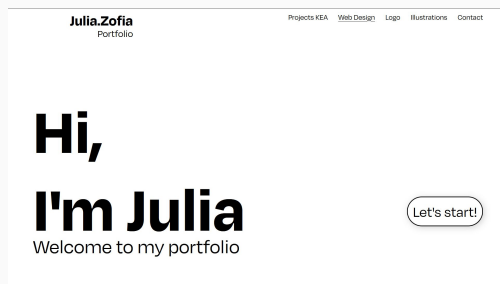 Julia.Zofia
Portfolio
Projects KEA Web Design Logo Illustrations Contact
Hi,
I'm Julia
Welcome to my portfolio
Let's start!